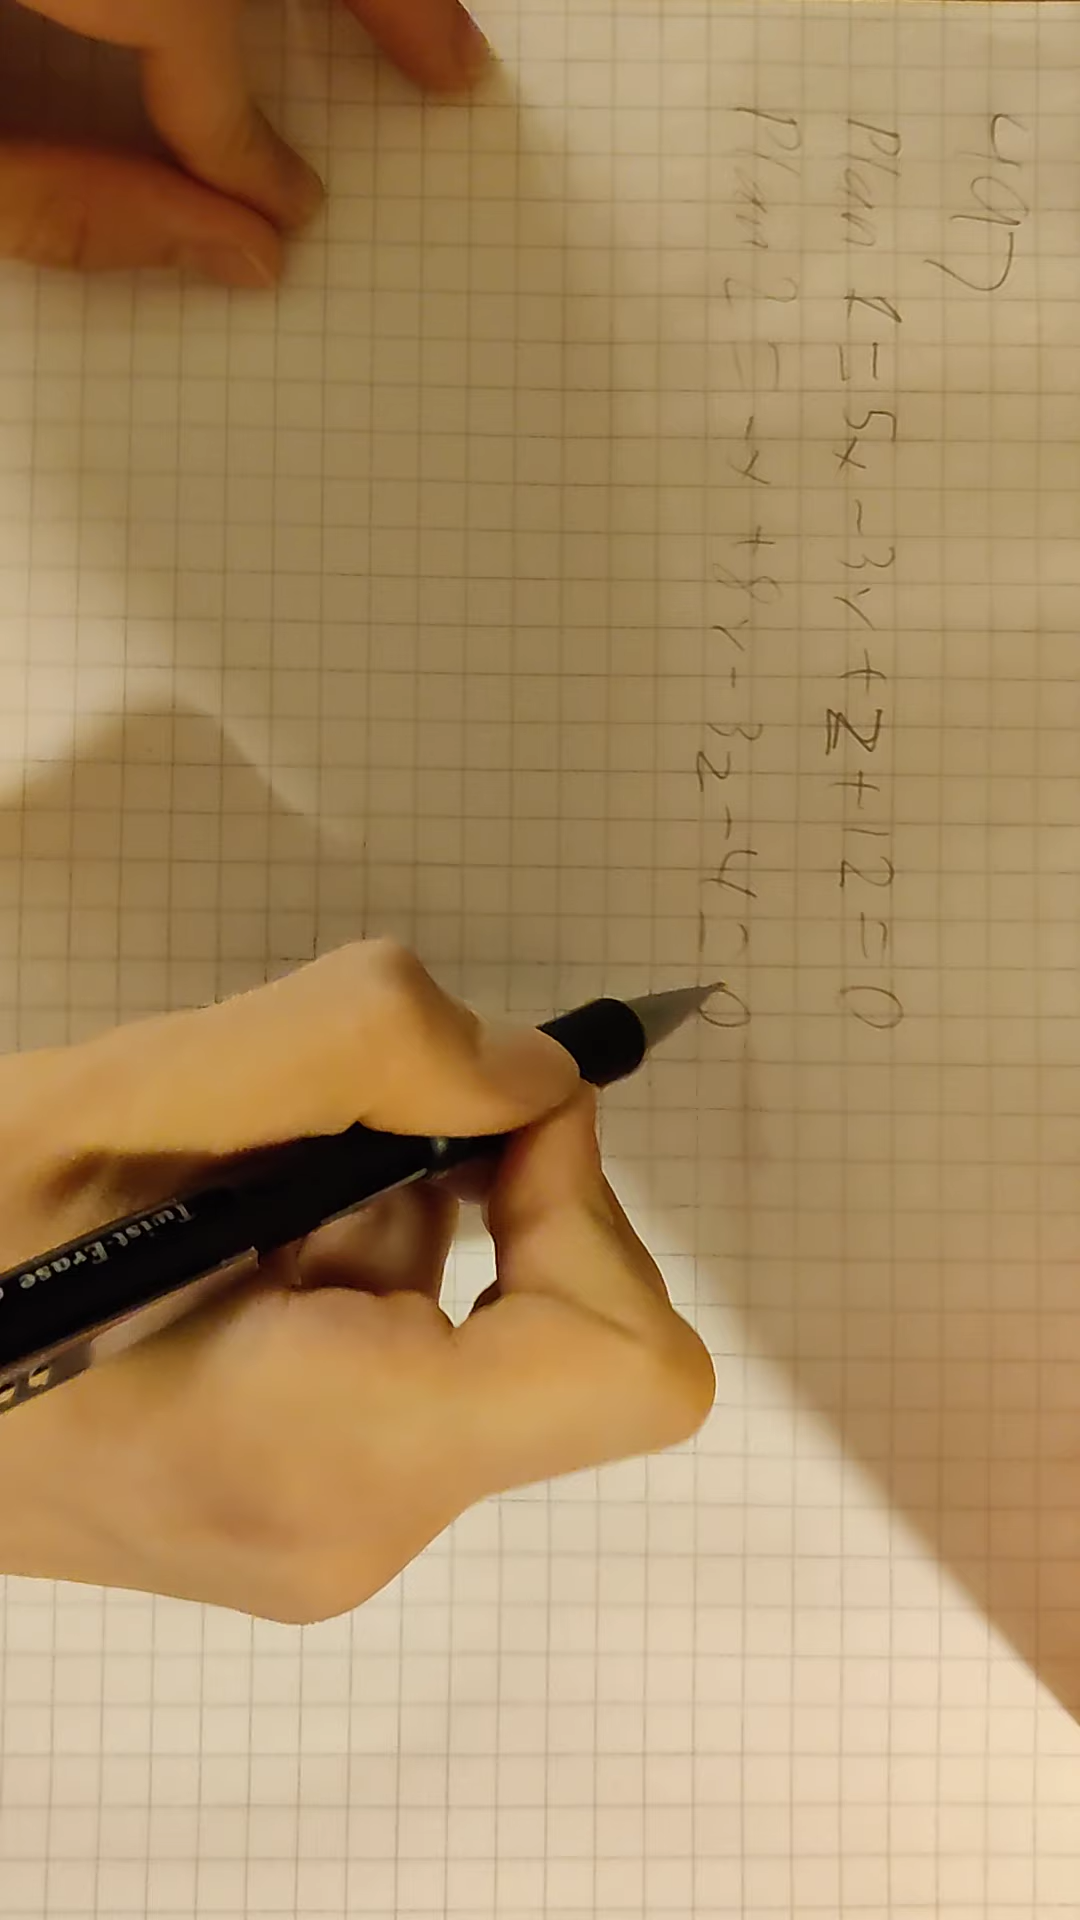 497
Plan 1 = 5x - 3y + z + 12 = 0
Plan 2 = -x + 8y - 3z - 4 = 0
Twist-Erase